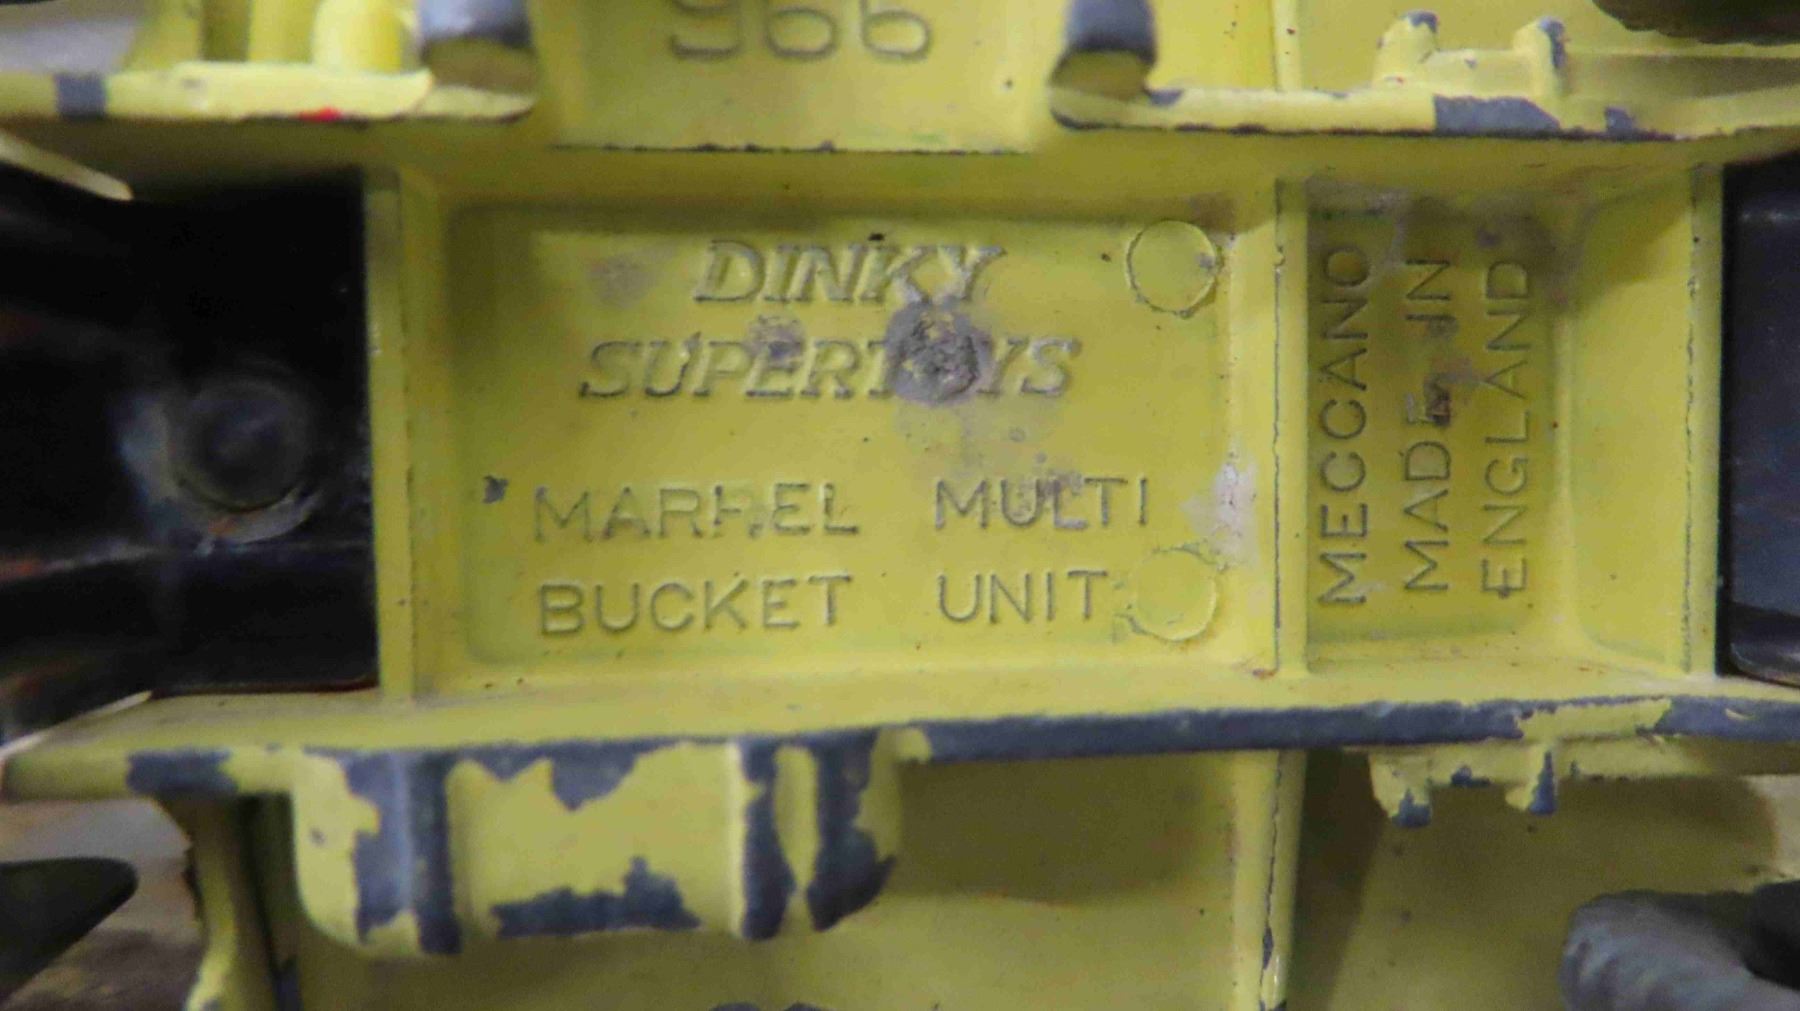 966
DINKY
SUPERTOYS
MARREL MULTI
BUCKET UNIT
MECCANO
MADE IN
ENGLAND